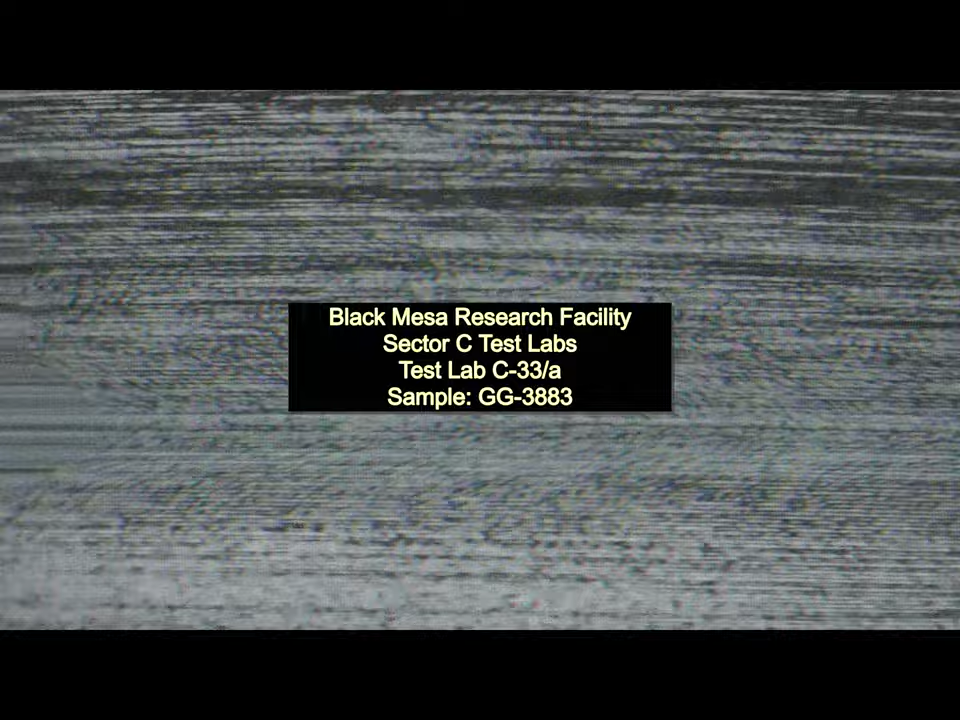 Black Mesa Research Facility
Sector C Test Labs
Test Lab C-33/a
Sample: GG-3883